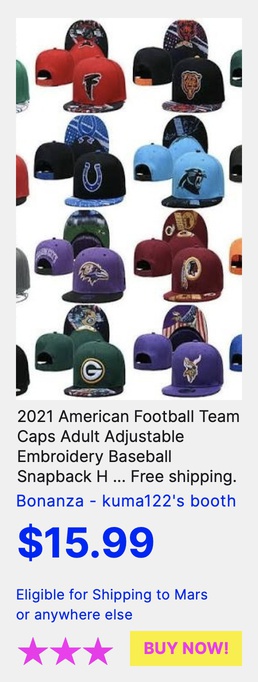 2021 American Football Team
Caps Adult Adjustable
Embroidery Baseball
Snapback H ... Free shipping.
Bonanza - kuma122's booth
$15.99
Eligible for Shipping to Mars
or anywhere else
BUY NOW!